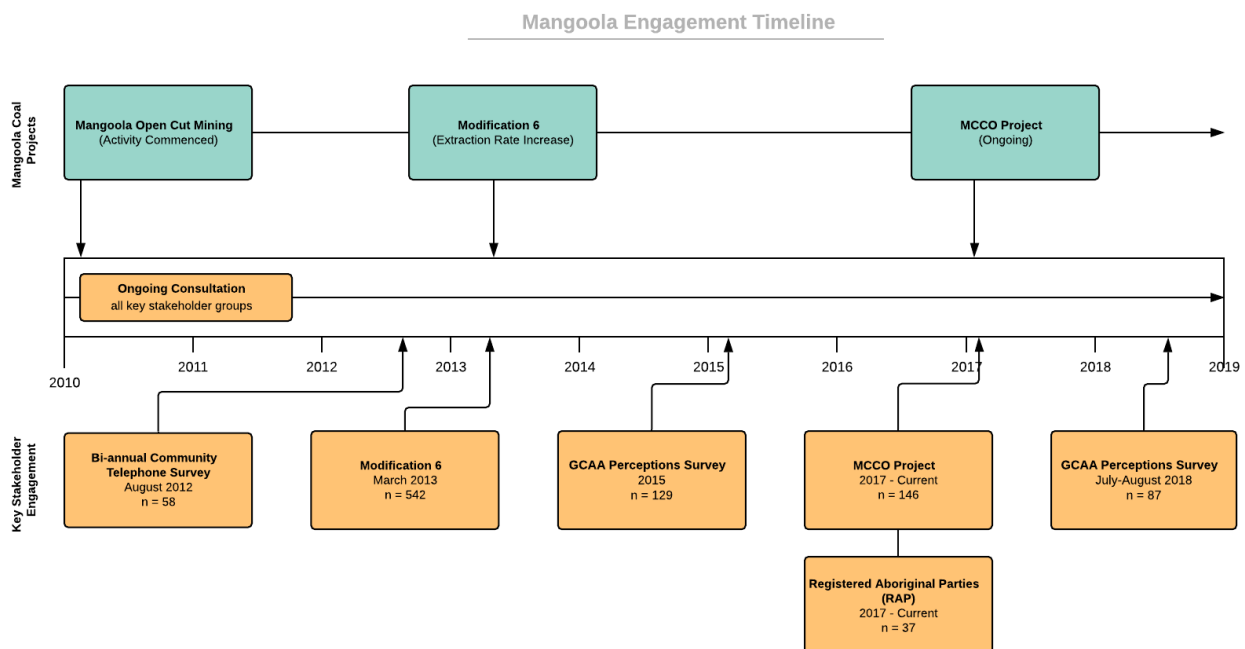 Mangoola Engagement Timeline
Mangoola Coal
Projects
Mangoola Open Cut Mining
(Activity Commenced)
Modification 6
(Extraction Rate Increase)
MCCO Project
(Ongoing)
Ongoing Consultation
all key stakeholder groups
2010
2011
2012
2013
2014
2015
2016
2017
2018
2019
Key Stakeholder
Engagement
Bi-annual Community
Telephone Survey
August 2012
n = 58
Modification 6
March 2013
n = 542
GCAA Perceptions Survey
2015
n = 129
MCCO Project
2017 - Current
n = 146
GCAA Perceptions Survey
July-August 2018
n = 87
Registered Aboriginal Parties
(RAP)
2017 - Current
n = 37